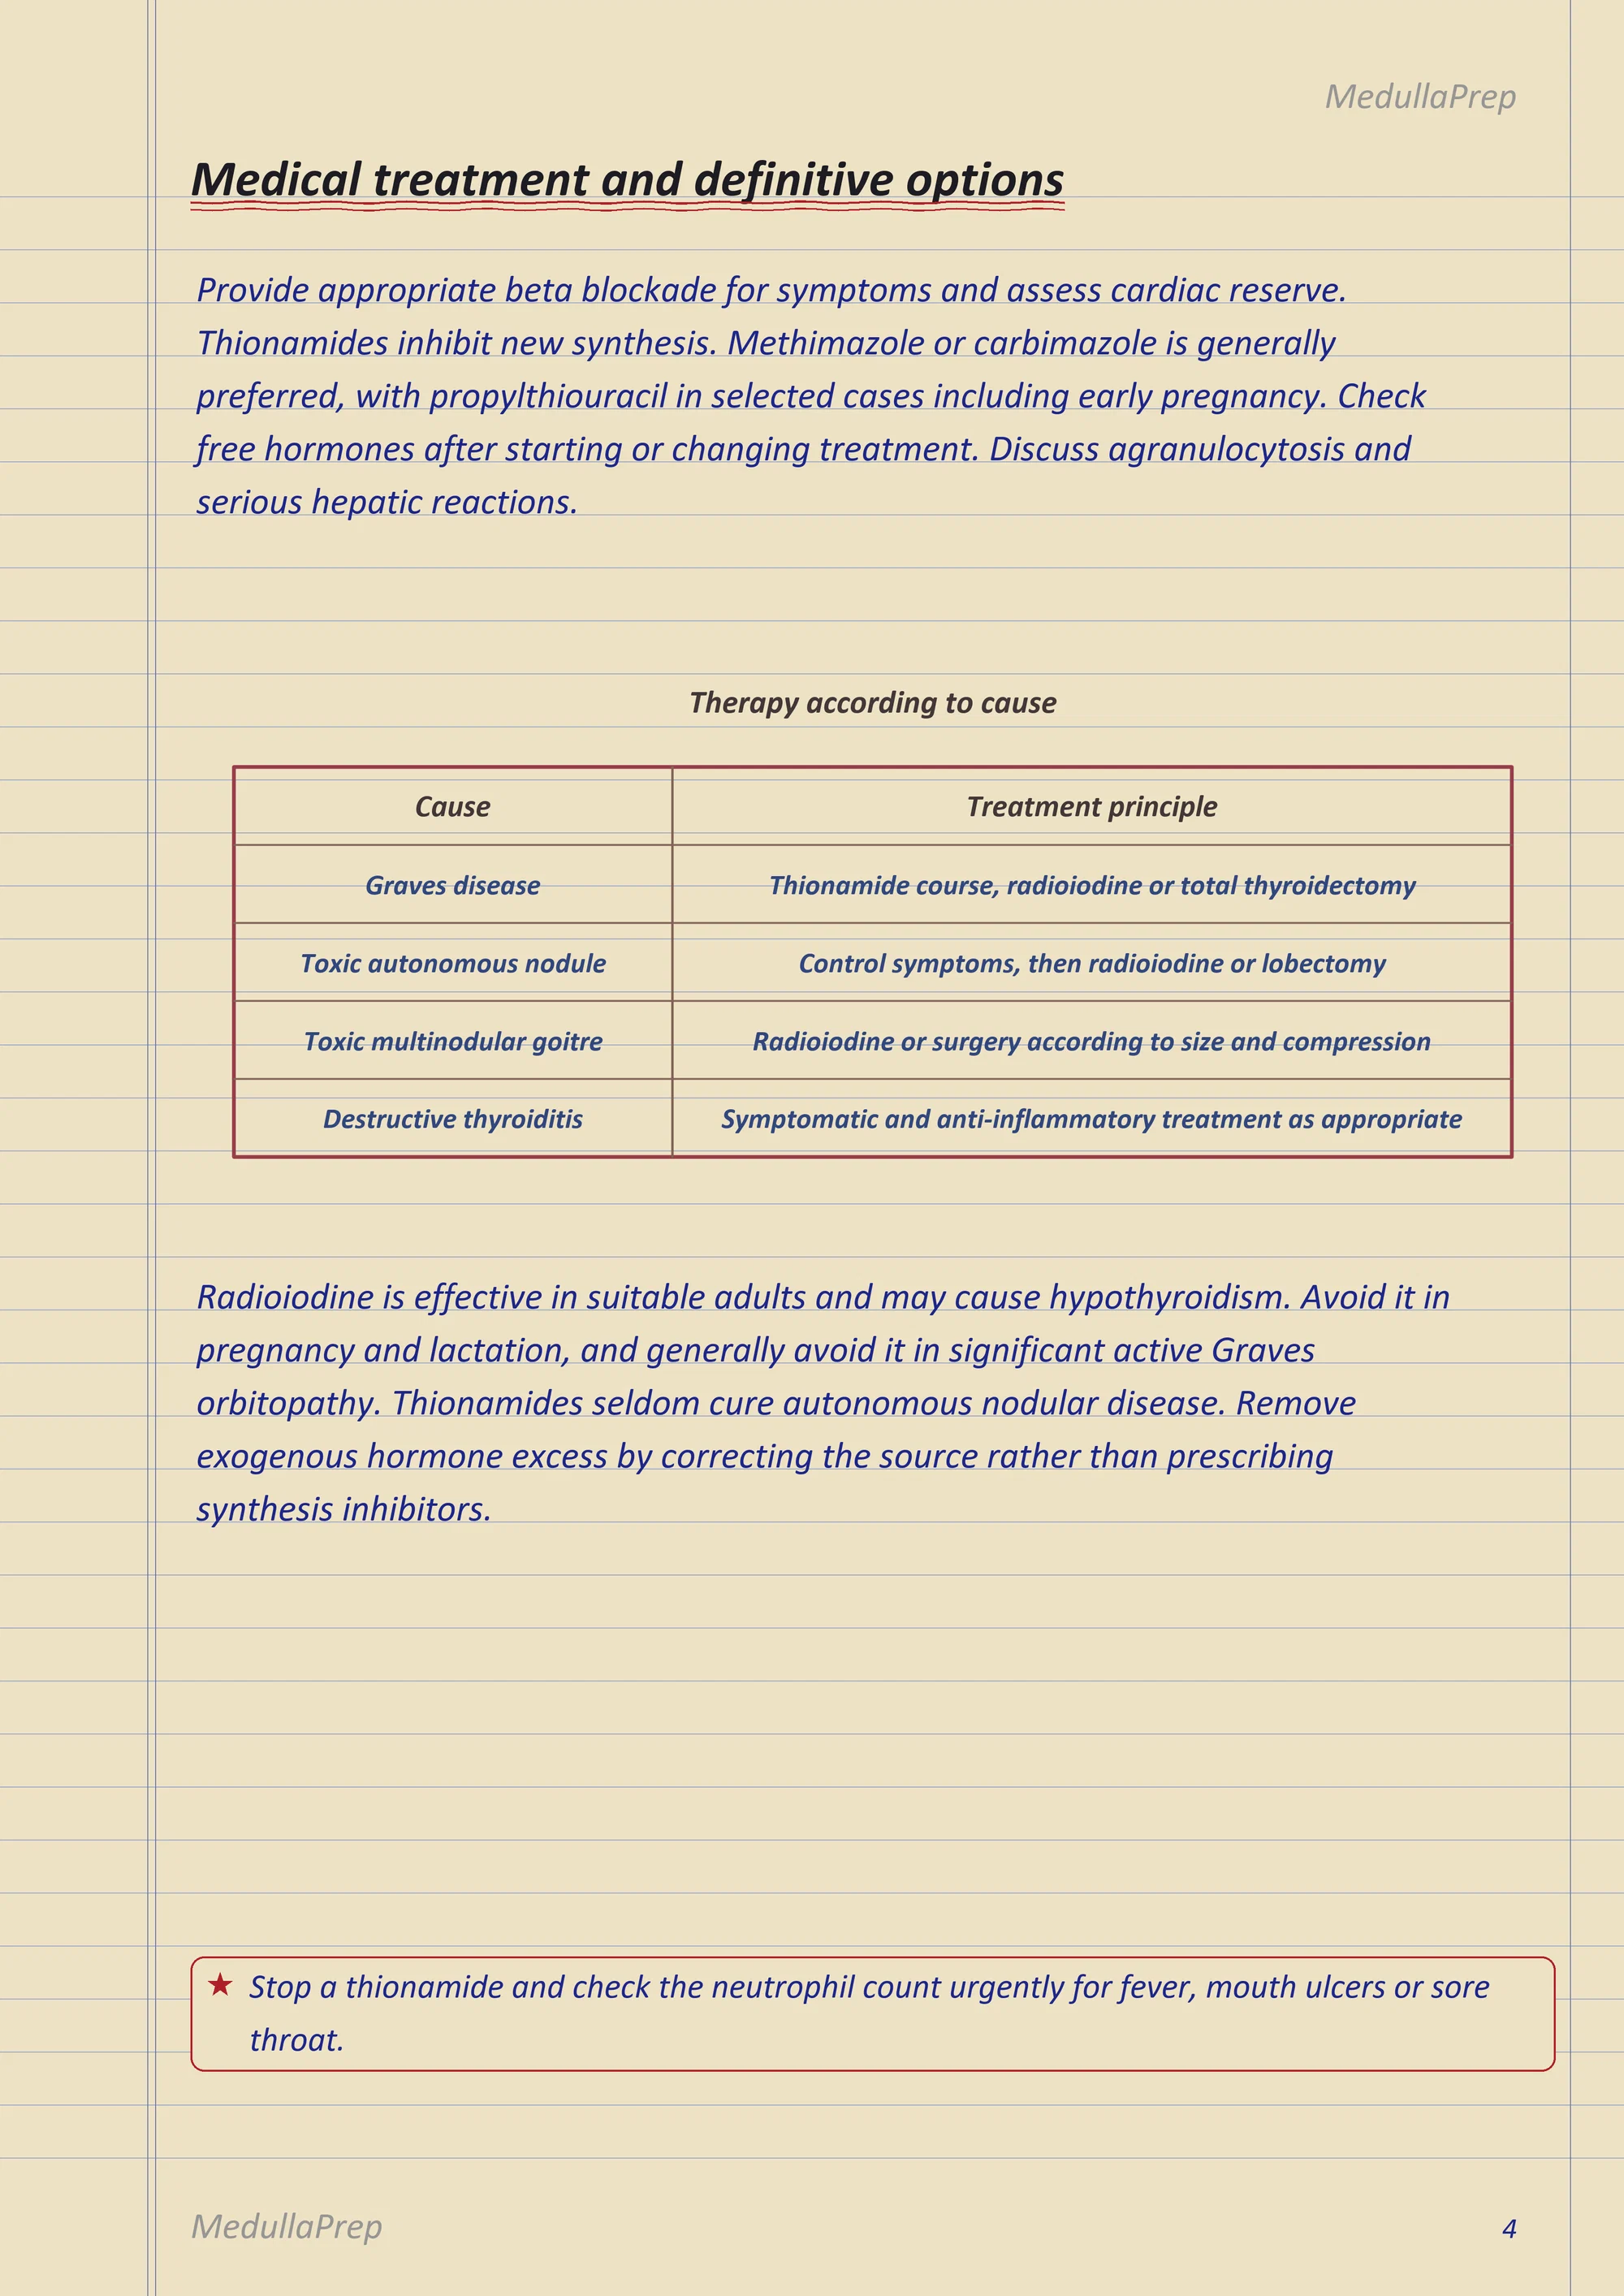 MedullaPrep
Medical treatment and definitive options
Provide appropriate beta blockade for symptoms and assess cardiac reserve.
Thionamides inhibit new synthesis. Methimazole or carbimazole is generally
preferred, with propylthiouracil in selected cases including early pregnancy. Check
free hormones after starting or changing treatment. Discuss agranulocytosis and
serious hepatic reactions.
Therapy according to cause
Cause Treatment principle
Graves disease Thionamide course, radioiodine or total thyroidectomy
Toxic autonomous nodule Control symptoms, then radioiodine or lobectomy
Toxic multinodular goitre Radioiodine or surgery according to size and compression
Destructive thyroiditis Symptomatic and anti-inflammatory treatment as appropriate
Radioiodine is effective in suitable adults and may cause hypothyroidism. Avoid it in
pregnancy and lactation, and generally avoid it in significant active Graves
orbitopathy. Thionamides seldom cure autonomous nodular disease. Remove
exogenous hormone excess by correcting the source rather than prescribing
synthesis inhibitors.
★ Stop a thionamide and check the neutrophil count urgently for fever, mouth ulcers or sore
throat.
MedullaPrep 4